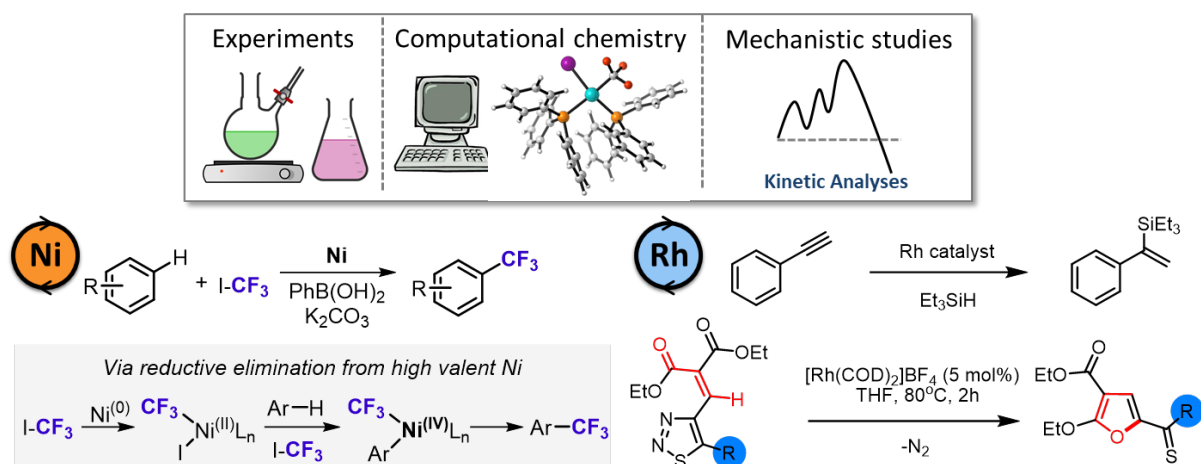 Experiments
Computational chemistry
Mechanistic studies
Kinetic Analyses
Ni
R
H
+ I-CF3
Ni
PhB(OH)2
K2CO3
R
CF3
Rh
Rh catalyst
Et3SiH
SiEt3
Via reductive elimination from high valent Ni
I-CF3
Ni(0)
CF3
Ni(II)Ln
I
Ar-H
I-CF3
CF3
Ni(IV)Ln
Ar
Ar-CF3
O
O
OEt
EtO
O
H
N
N
S
R
[Rh(COD)2]BF4 (5 mol%)
THF, 80°C, 2h
-N2
O
EtO
EtO
O
R
S